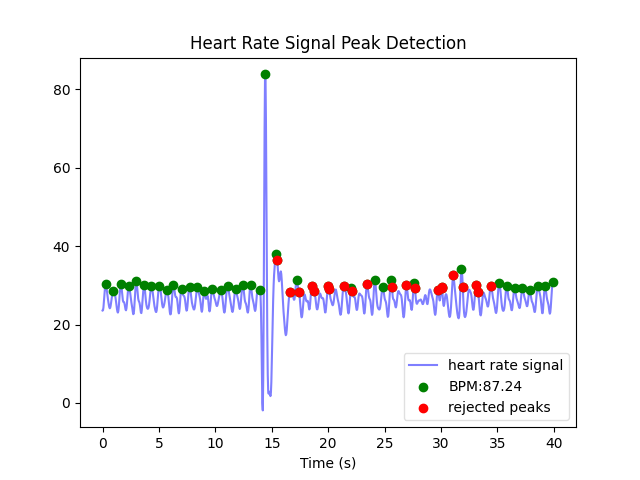 Heart Rate Signal Peak Detection
80
60
40
20
0
heart rate signal
BPM:87.24
rejected peaks
0 5 10 15 20 25 30 35 40
Time (s)